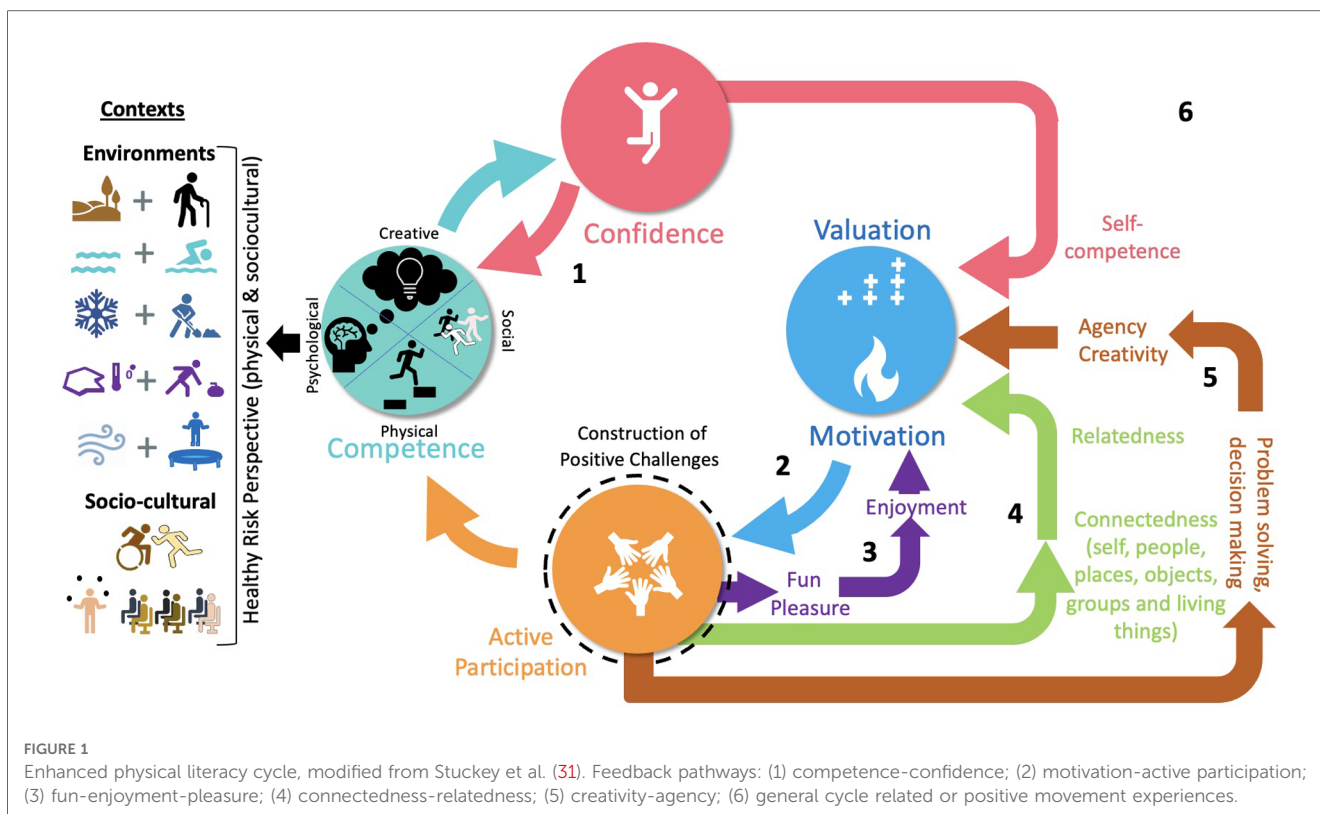 Contexts
Environments
Socio-cultural
Healthy Risk Perspective (physical & sociocultural)
Psychological
Creative
Social
Physical
Competence
1
Confidence
6
Self-
competence
Valuation
Motivation
Agency
Creativity
5
Relatedness
Construction of
Positive Challenges
2
Enjoyment
3
4
Fun
Pleasure
Connectedness
(self, people,
places, objects,
groups and living
things)
Problem solving,
decision making
Active
Participation
0°
FIGURE 1
Enhanced physical literacy cycle, modified from Stuckey et al. (31). Feedback pathways: (1) competence-confidence; (2) motivation-active participation;
(3) fun-enjoyment-pleasure; (4) connectedness-relatedness; (5) creativity-agency; (6) general cycle related or positive movement experiences.